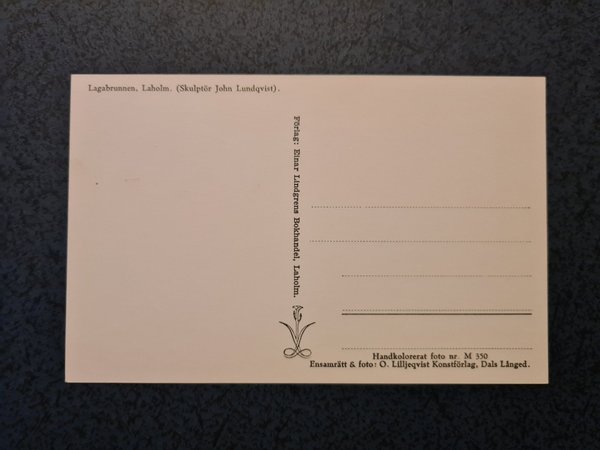 Lagabrunnen, Laholm. (Skulptör John Lundqvist).
Förlag: Einar Lindgrens Bokhandel, Laholm.
Handkolorerat foto nr. M 350
Ensamrätt & foto: O. Lilljeqvist Konstförlag, Dals Långed.